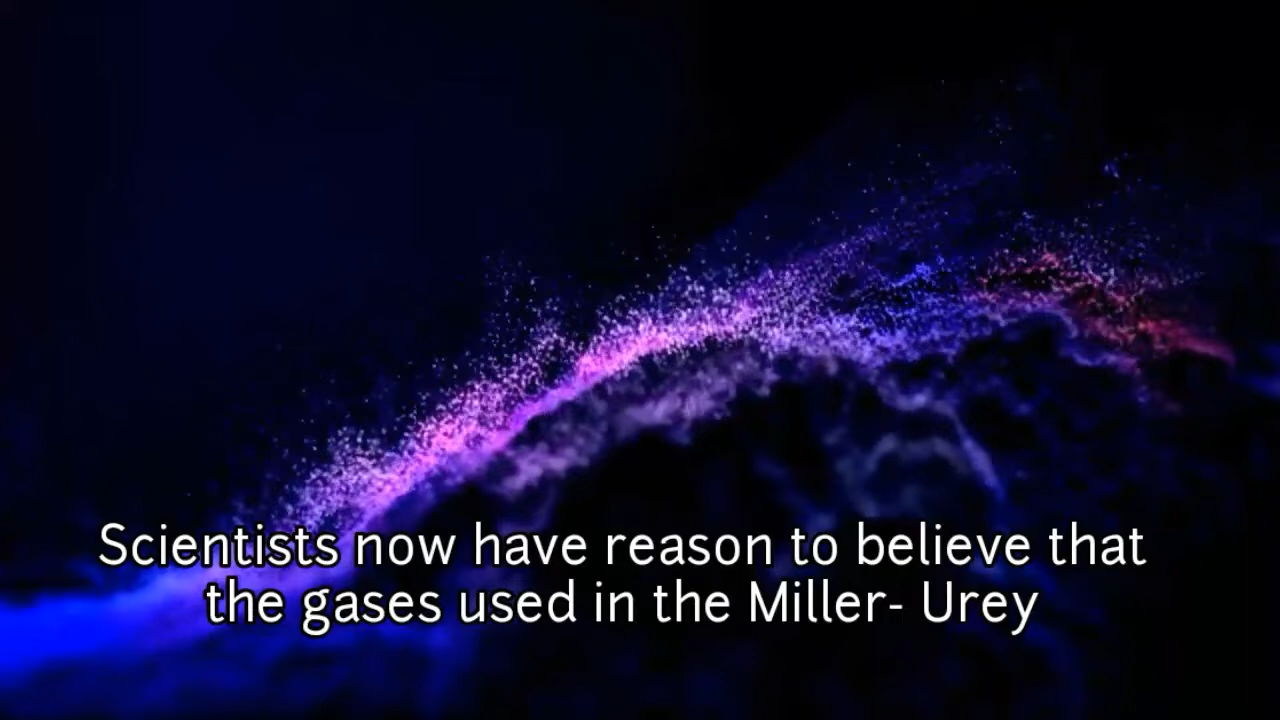 Scientists now have reason to believe that
the gases used in the Miller- Urey